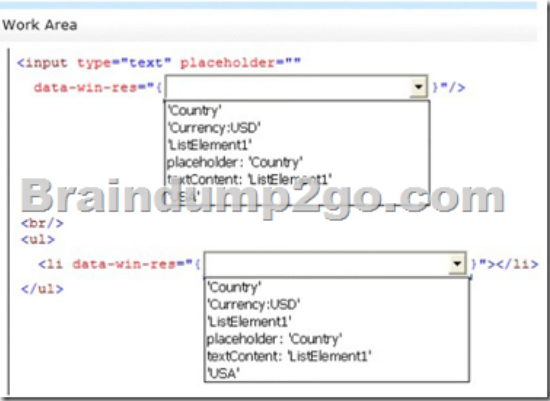 Work Area
<input type="text" placeholder=""
data-win-res="{ }"/>
'Country'
'Currency:USD'
'ListElement1'
placeholder: 'Country'
textContent: 'ListElement1'
'USA'
Braindump2go.com
<br/>
<ul>
<li data-win-res="{ }"></li>
'Country'
'Currency:USD'
'ListElement1'
placeholder: 'Country'
textContent: 'ListElement1'
'USA'
</ul>